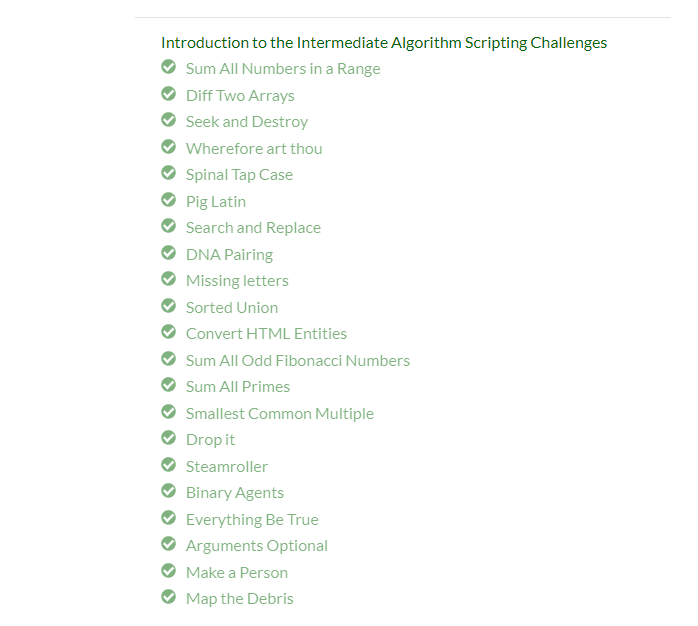 Introduction to the Intermediate Algorithm Scripting Challenges
Sum All Numbers in a Range
Diff Two Arrays
Seek and Destroy
Wherefore art thou
Spinal Tap Case
Pig Latin
Search and Replace
DNA Pairing
Missing letters
Sorted Union
Convert HTML Entities
Sum All Odd Fibonacci Numbers
Sum All Primes
Smallest Common Multiple
Drop it
Steamroller
Binary Agents
Everything Be True
Arguments Optional
Make a Person
Map the Debris